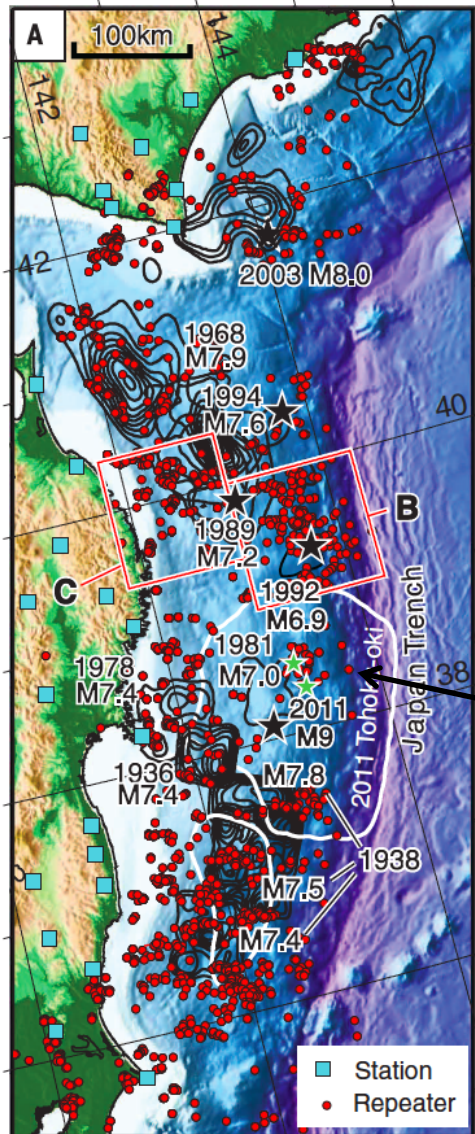 A
100km
144
142
42
2003 M8.0
1968
M7.9
1994
M7.6
40
B
1989
M7.2
C
1992
M6.9
1981
M7.0
1978
M7.4
38
2011 Tohoku-oki
Japan Trench
2011
M9
1936
M7.4
M7.8
1938
M7.5
M7.4
Station
Repeater